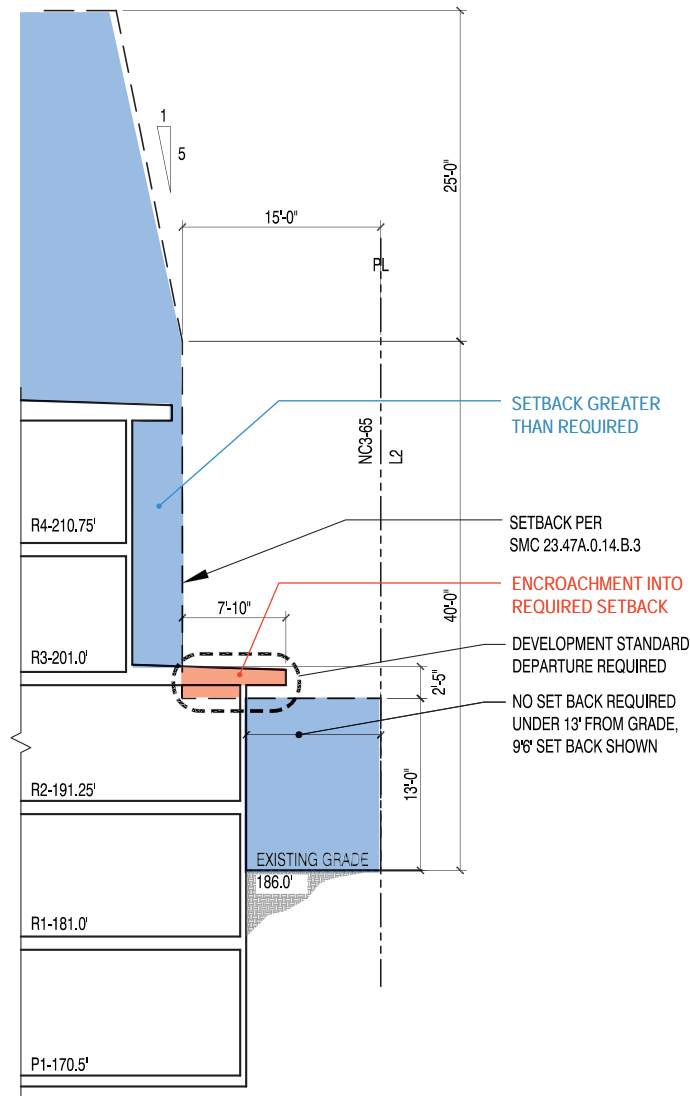 1
5
25'-0"
15'-0"
PL
SETBACK GREATER
THAN REQUIRED
NC3-65
L2
R4-210.75'
SETBACK PER
SMC 23.47A.0.14.B.3
ENCROACHMENT INTO
REQUIRED SETBACK
7'-10"
40'-0"
R3-201.0'
DEVELOPMENT STANDARD
DEPARTURE REQUIRED
2'-5"
NO SET BACK REQUIRED
UNDER 13' FROM GRADE,
9'6' SET BACK SHOWN
R2-191.25'
13'-0"
EXISTING GRADE
186.0'
R1-181.0'
P1-170.5'